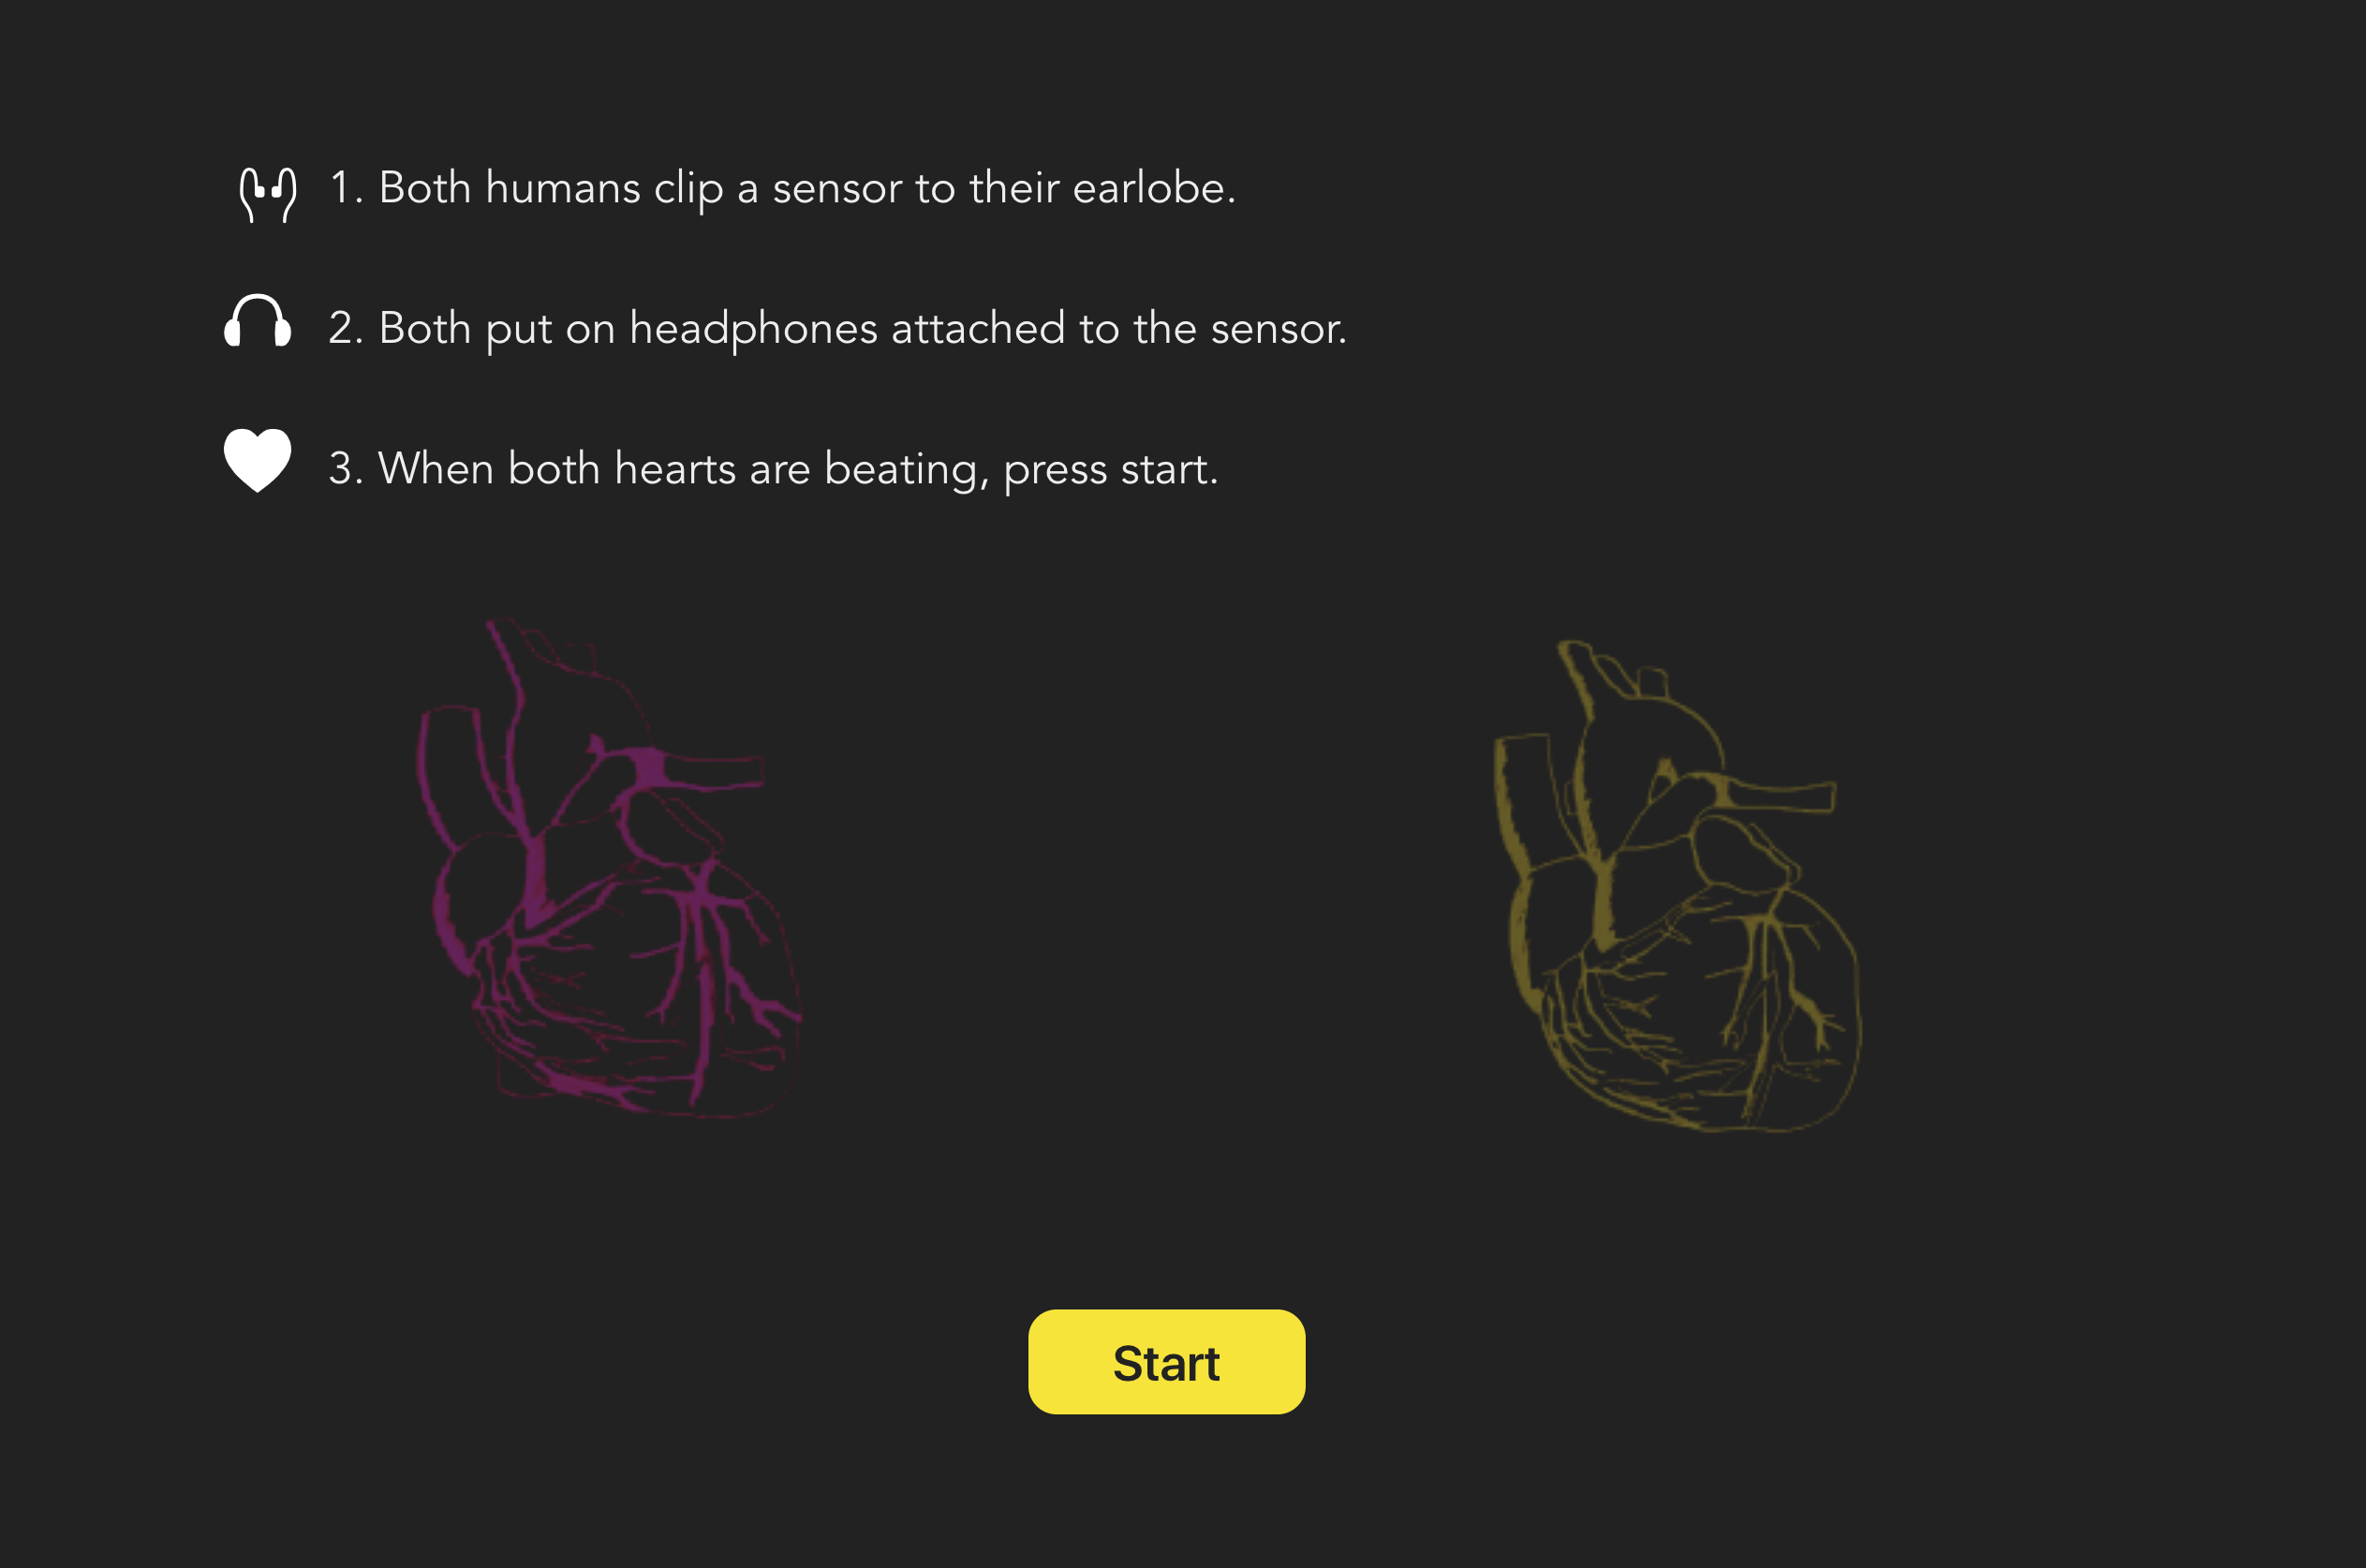 1. Both humans clip a sensor to their earlobe.
2. Both put on headphones attached to the sensor.
3. When both hearts are beating, press start.
Start